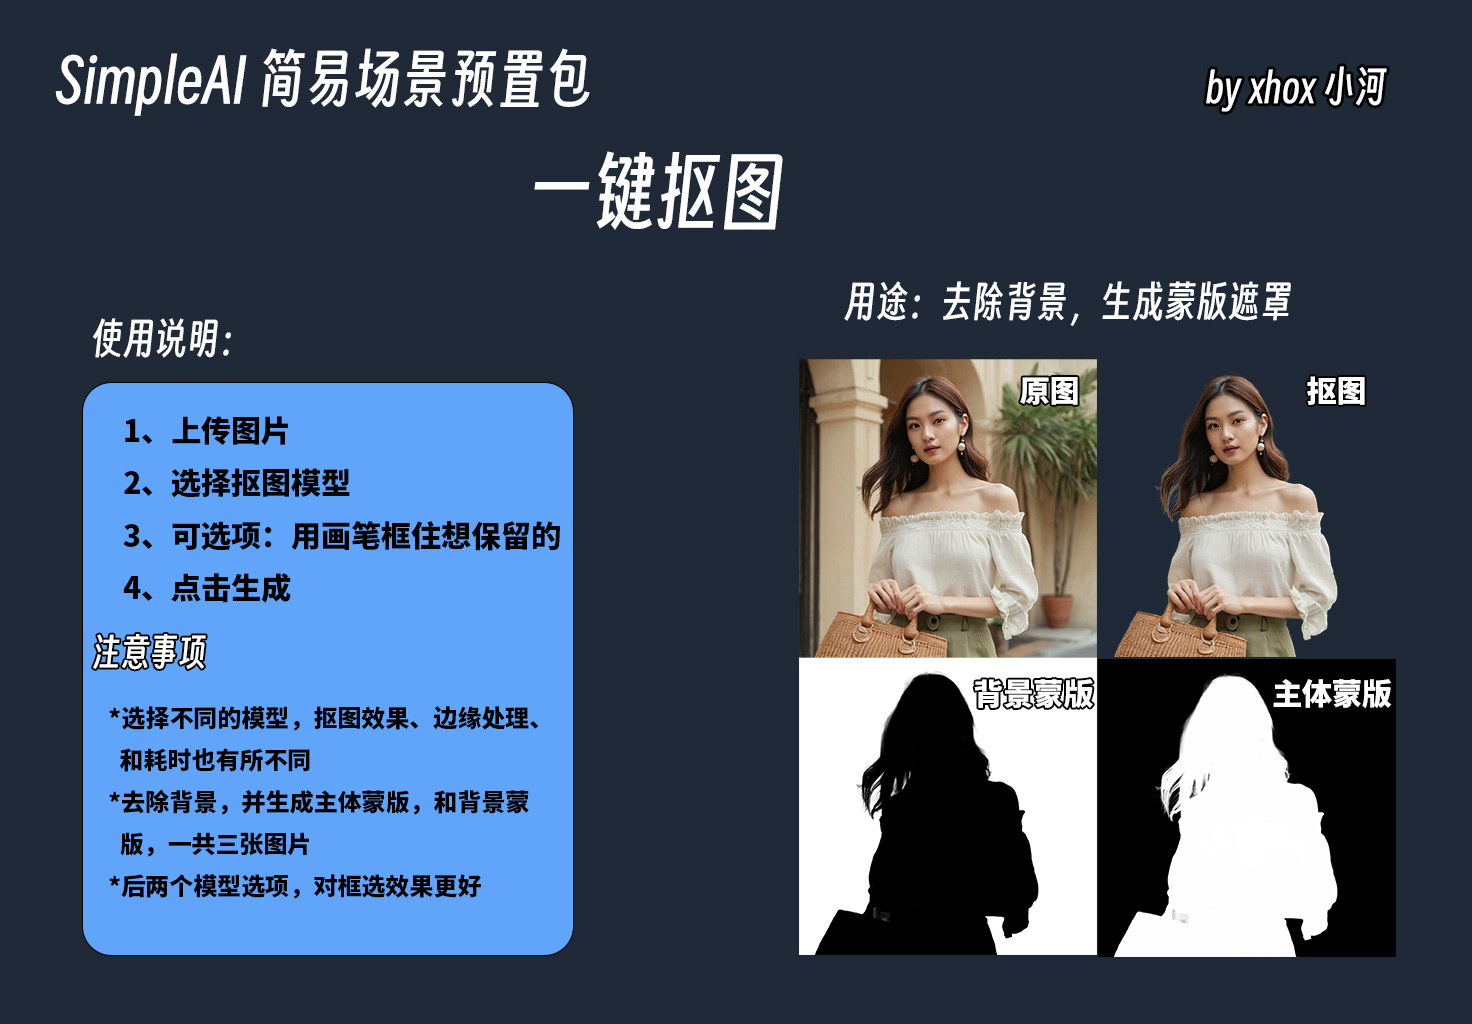 SimpleAI 简易场景预置包
by xhox 小河
一键抠图
使用说明：
1、上传图片
2、选择抠图模型
3、可选项：用画笔框住想保留的
4、点击生成
注意事项
*选择不同的模型，抠图效果、边缘处理、
和耗时也有所不同
*去除背景，并生成主体蒙版，和背景蒙
版，一共三张图片
*后两个模型选项，对框选效果更好
用途：去除背景，生成蒙版遮罩
原图
抠图
背景蒙版
主体蒙版